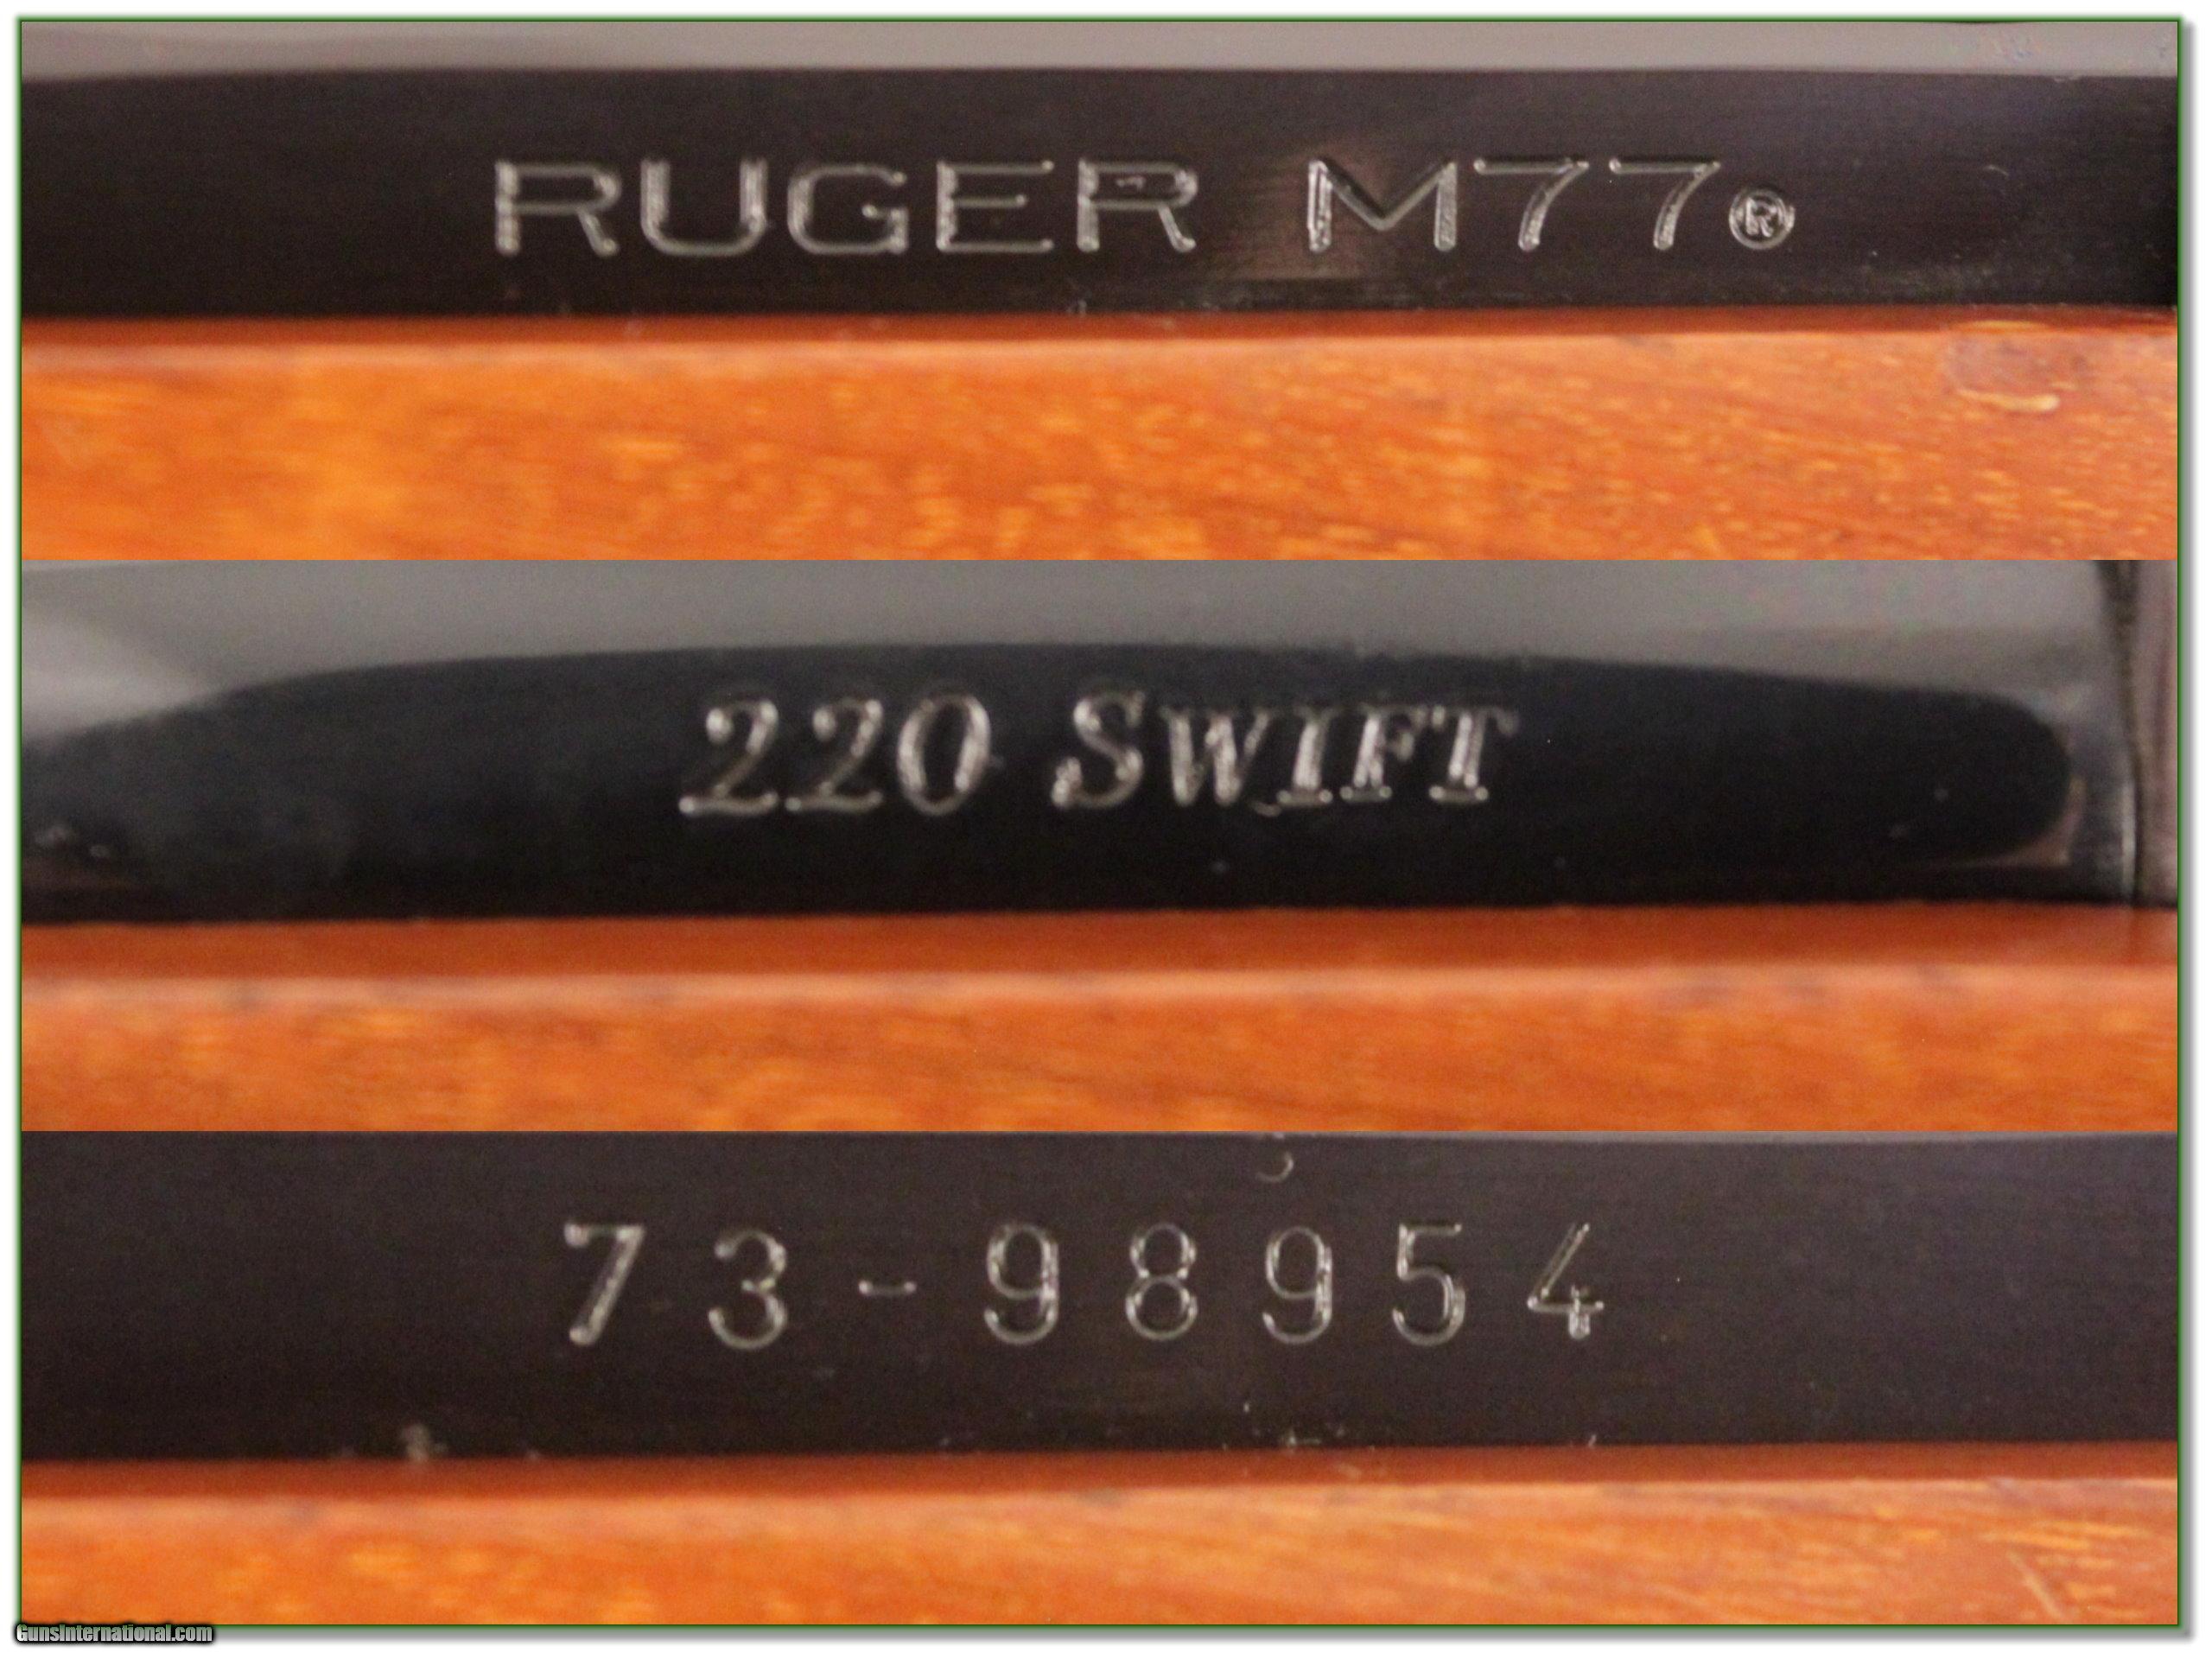 RUGER M77®
220 SWIFT
73-98954
GunsInternational.com